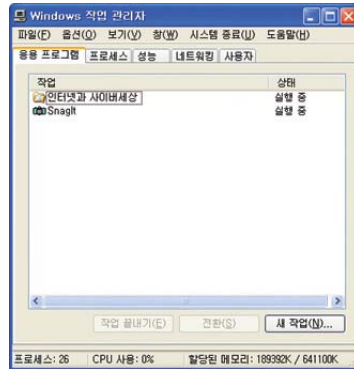 Windows 작업 관리자
파일(F) 옵션(O) 보기(V) 창(W) 시스템 종료(U) 도움말(H)
응용 프로그램 프로세스 성능 네트워킹 사용자
작업 상태
인터넷과 사이버세상 실행 중
SnagIt 실행 중
작업 끝내기(E) 전환(S) 새 작업(N)...
프로세스: 26 CPU 사용: 0% 할당된 메모리: 189392K / 641100K